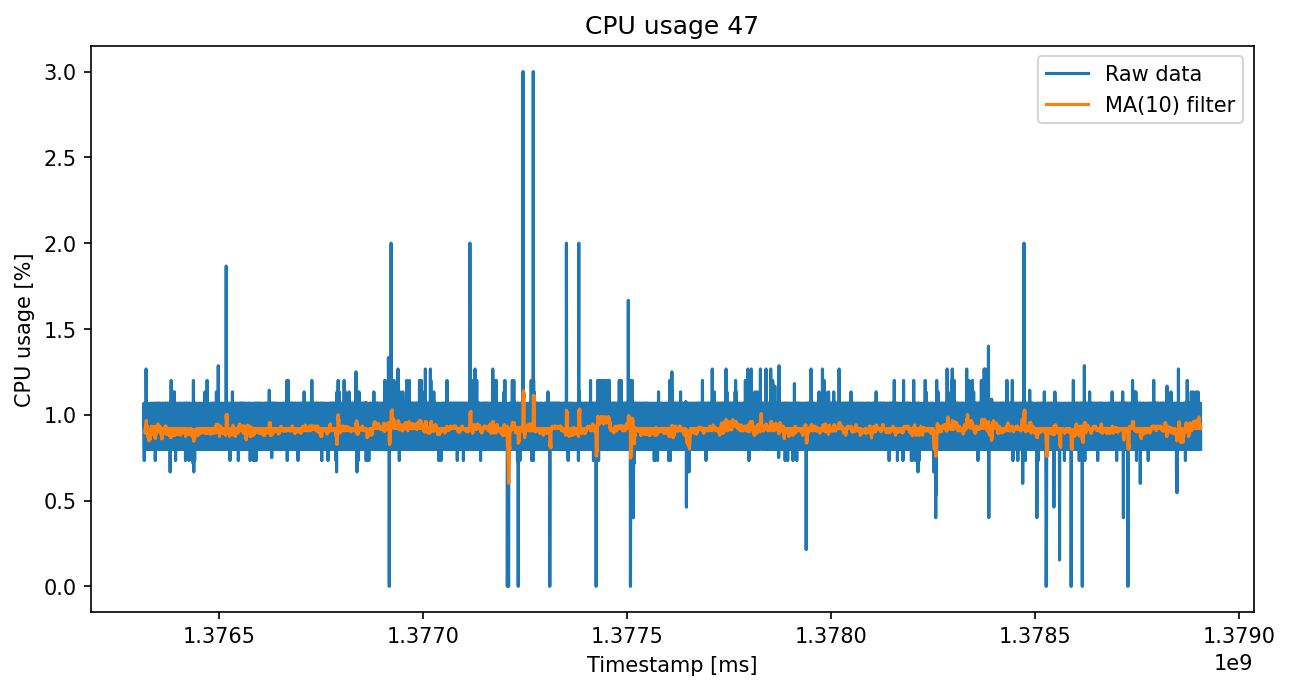 CPU usage 47
Raw data
MA(10) filter
CPU usage [%]
3.0
2.5
2.0
1.5
1.0
0.5
0.0
1.3765 1.3770 1.3775 1.3780 1.3785 1.3790
1e9
Timestamp [ms]